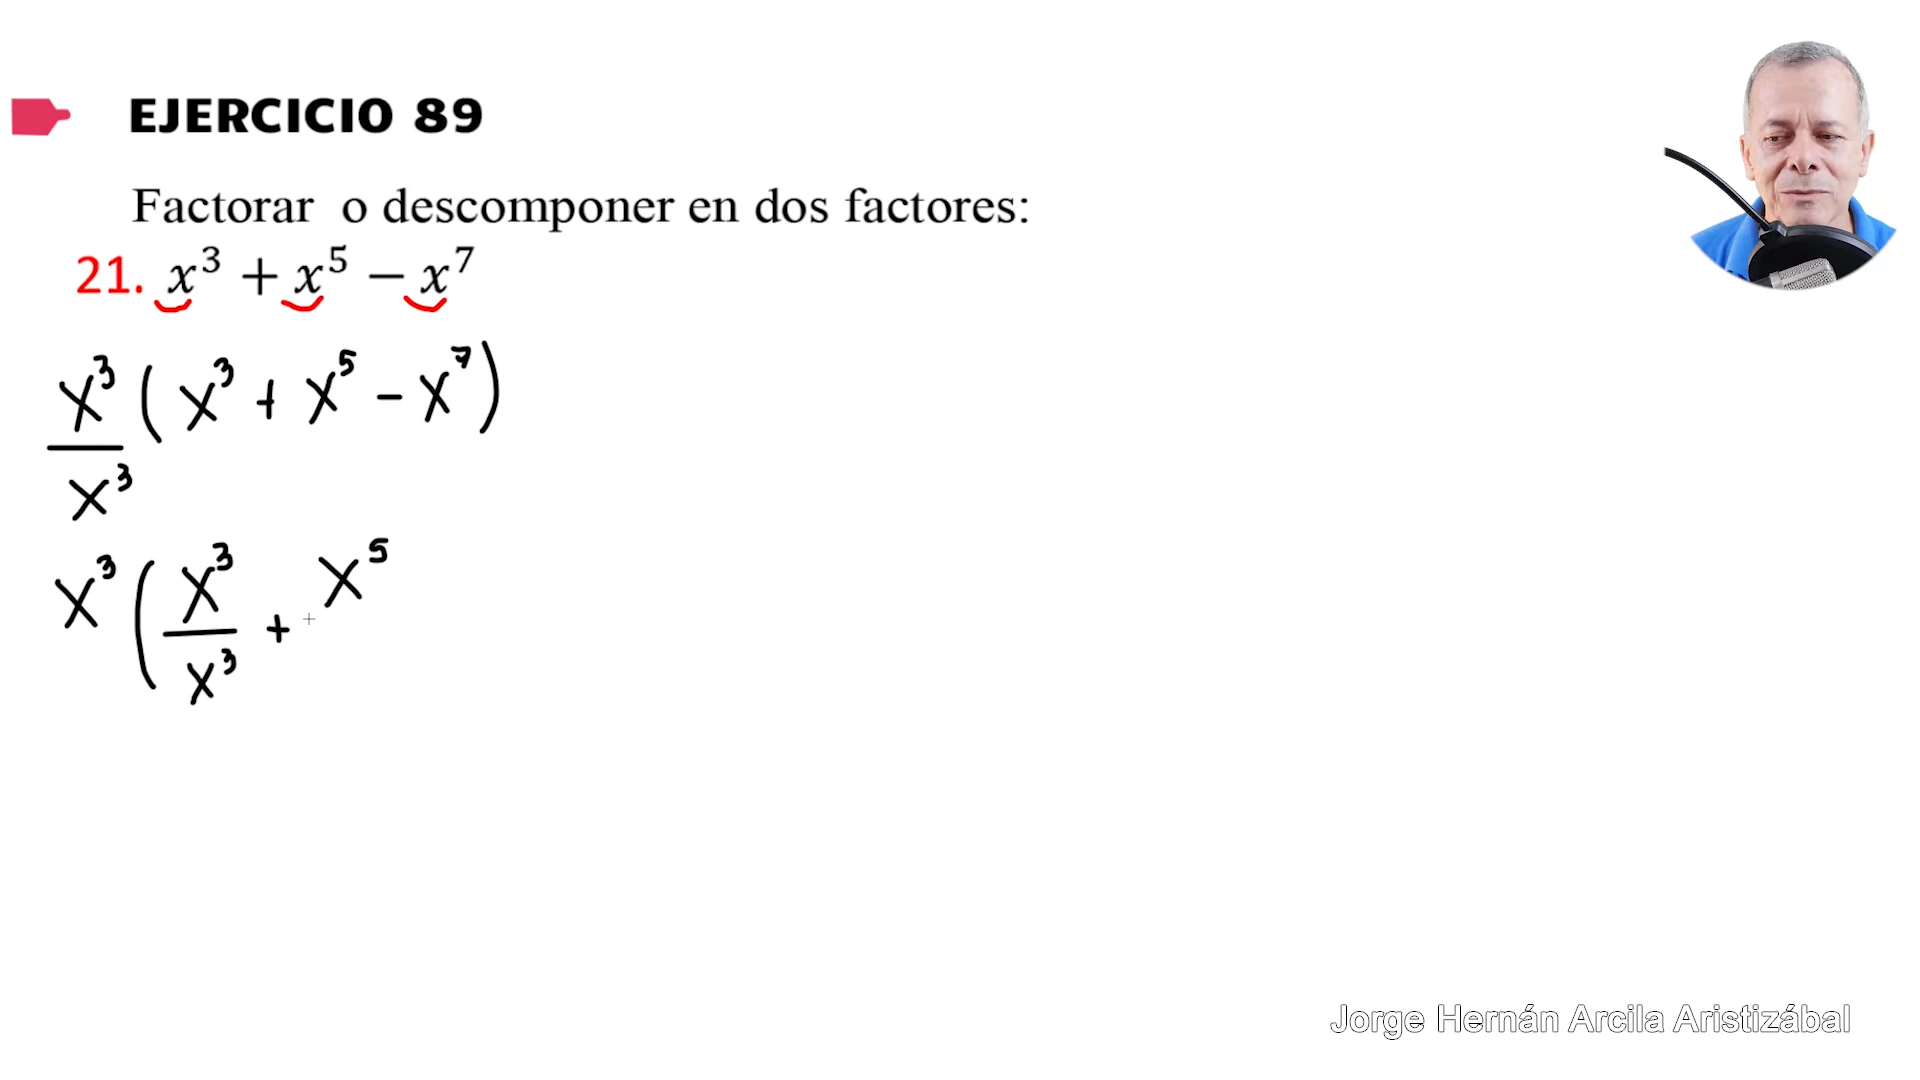 EJERCICIO 89
Factorar o descomponer en dos factores:
21. x³ + x⁵ − x⁷
x³ ( x³ + x⁵ − x⁷ )
x³
x³ ( x³ + x⁵
x³
Jorge Hernán Arcila Aristizábal